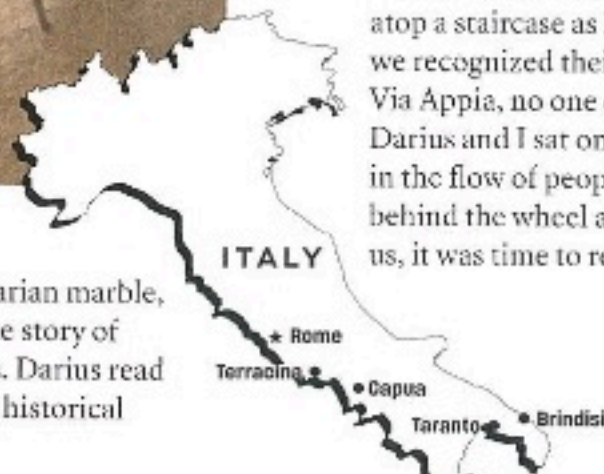 atop a staircase as
we recognized their
Via Appia, no one
Darius and I sat on
in the flow of peop
behind the wheel a
us, it was time to re
ITALY
arian marble,
e story of
. Darius read
historical
Rome
Terracina
Capua
Taranto
Brindisi